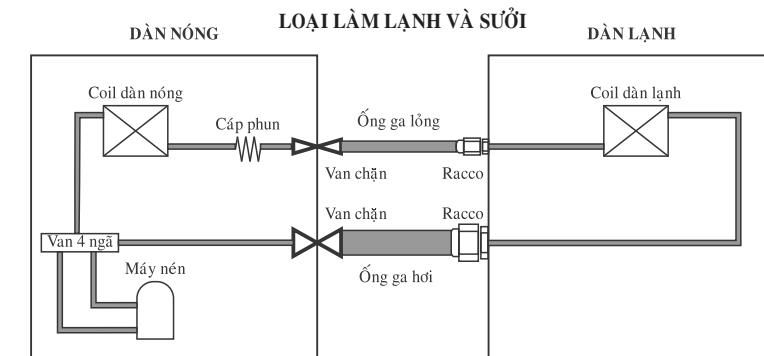 LOẠI LÀM LẠNH VÀ SƯỞI
DÀN NÓNG
DÀN LẠNH
Coil dàn nóng
Cáp phun
Ống ga lỏng
Coil dàn lạnh
Van chặn
Racco
Van chặn
Racco
Van 4 ngã
Máy nén
Ống ga hơi